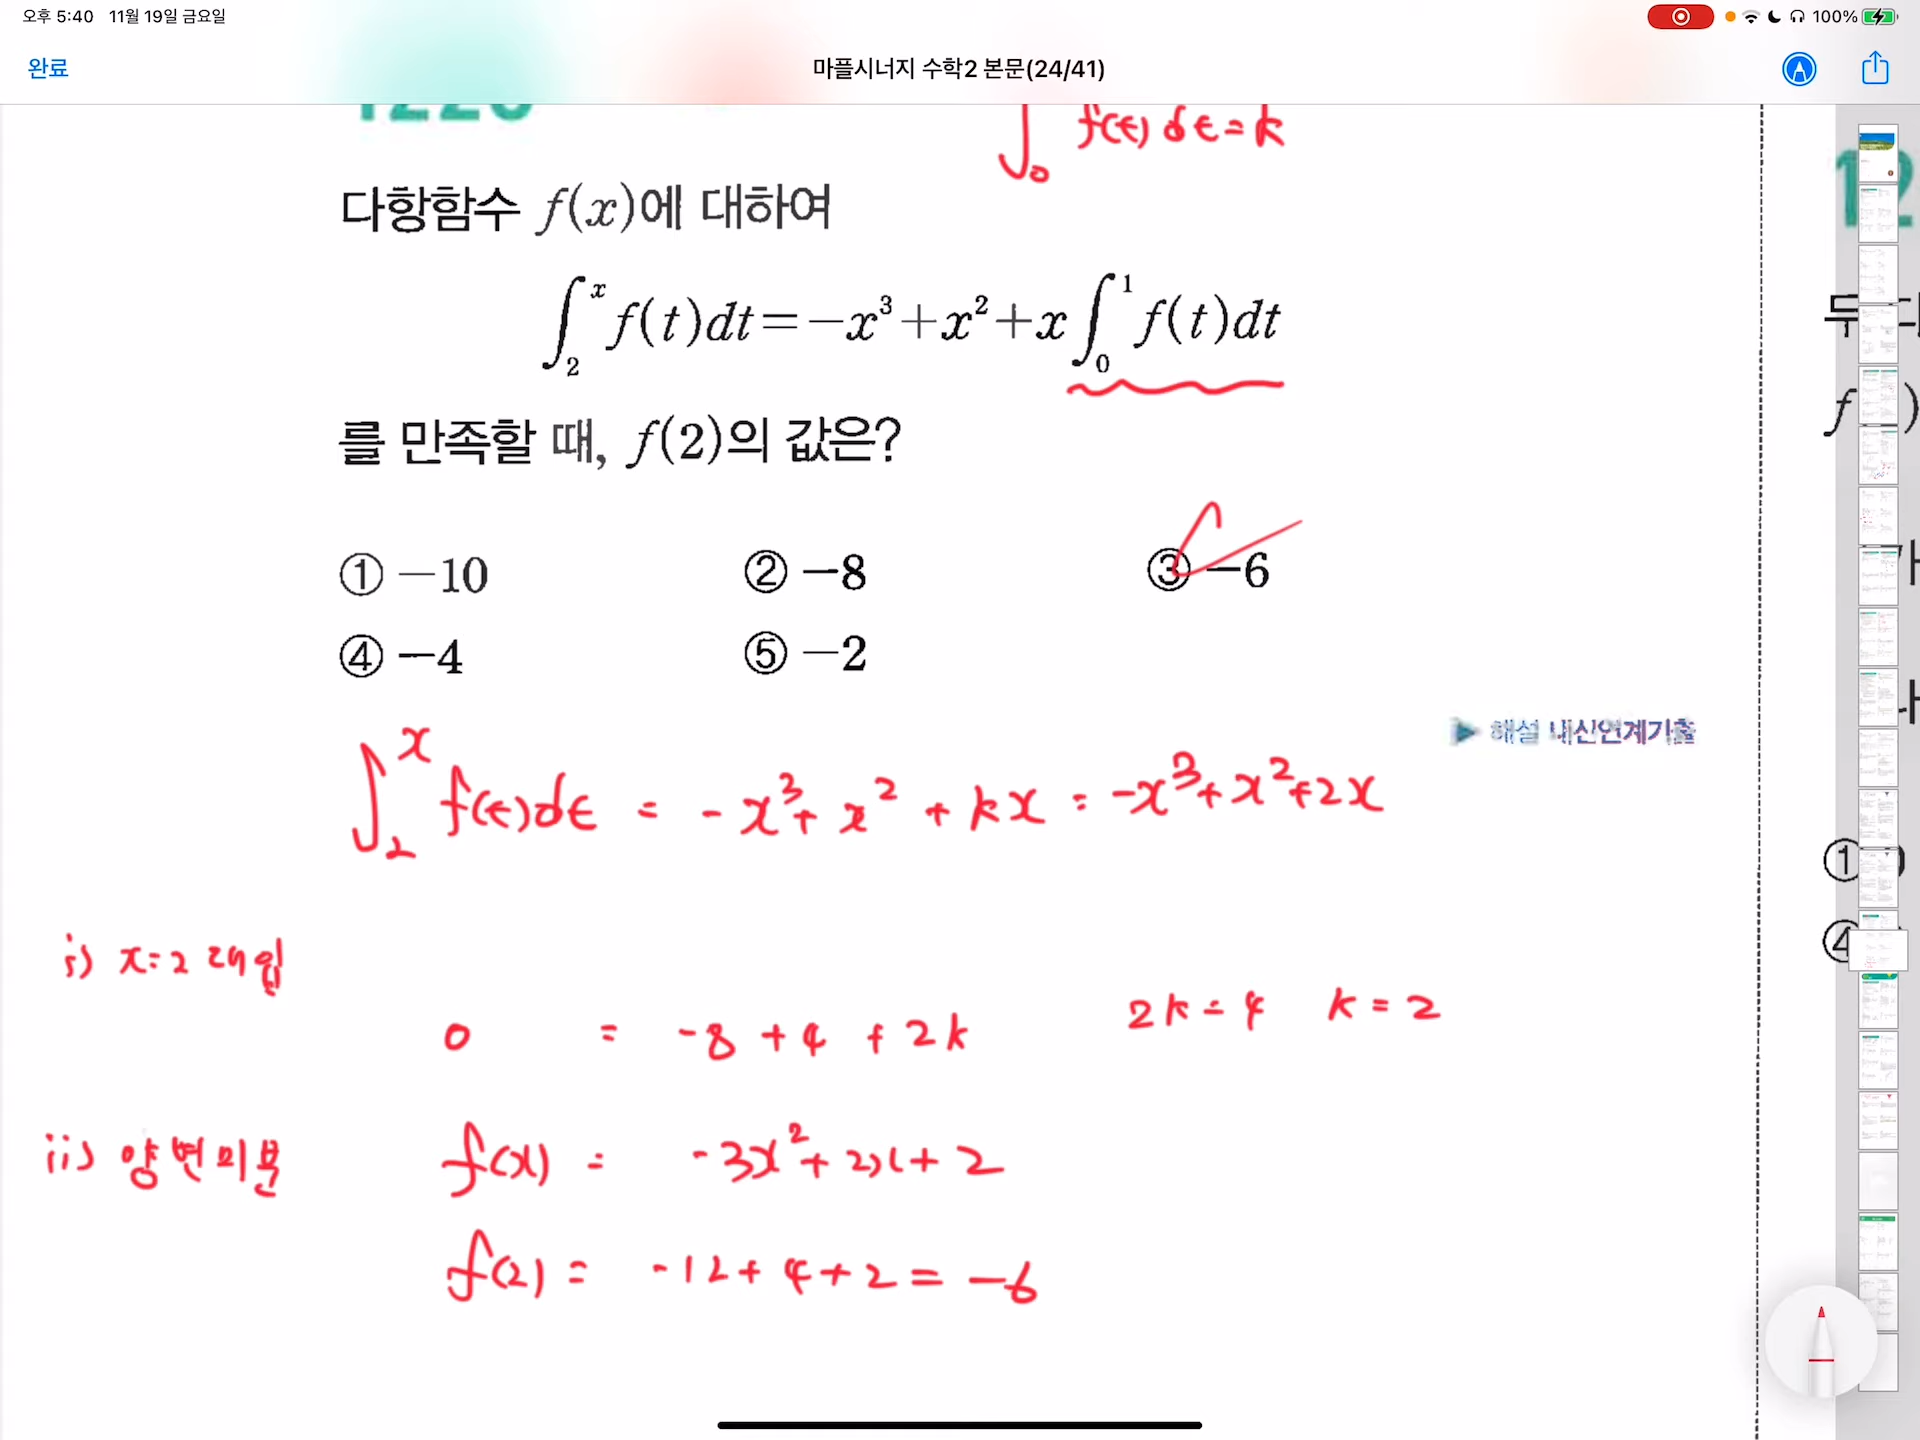 오후 5:40 11월 19일 금요일
100%
완료
마플시너지 수학2 본문(24/41)
∫₀ f(t)dt=k
다항함수 f(x)에 대하여
∫₂ˣ f(t)dt=−x³+x²+x∫₀¹ f(t)dt
를 만족할 때, f(2)의 값은?
① −10
② −8
③ −6
④ −4
⑤ −2
▶ 해설 내신연계기출
∫₂ˣ f(t)dt = -x³+x²+kx = -x³+x²+2x
i) x=2 대입
0 = -8+4+2k
2k=4 k=2
ii) 양변미분
f(x) = -3x²+2x+2
f(2) = -12+4+2=-6